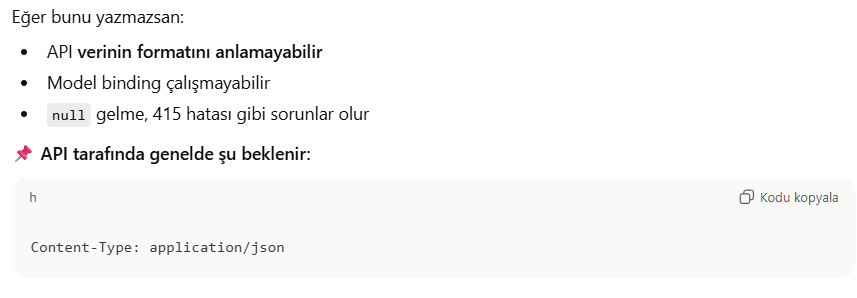 Eğer bunu yazmazsan:
• API verinin formatını anlamayabilir
• Model binding çalışmayabilir
• null gelme, 415 hatası gibi sorunlar olur
📌 API tarafında genelde şu beklenir:
h
Kodu kopyala
Content-Type: application/json